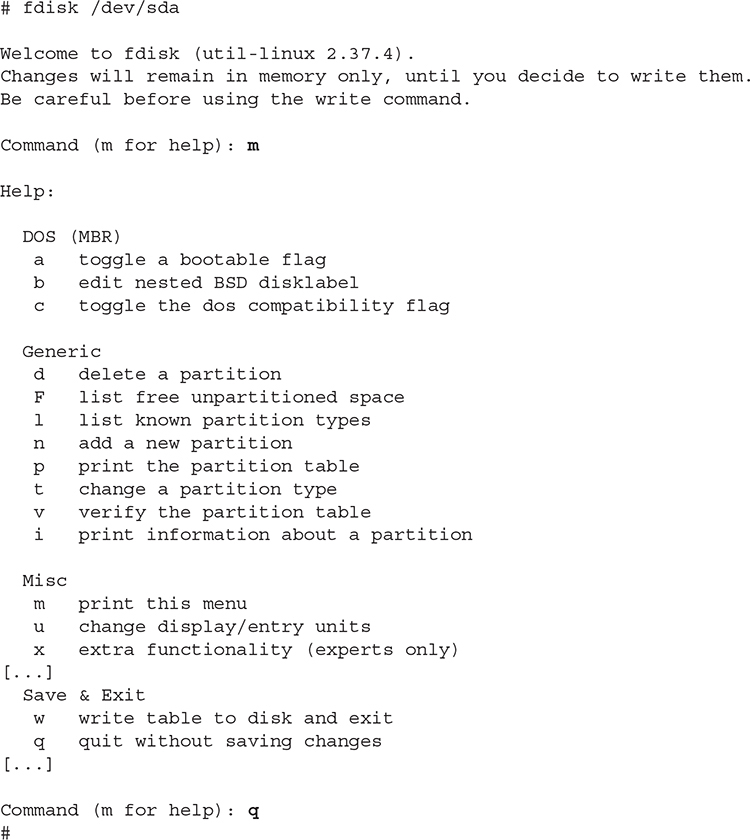 # fdisk /dev/sda
Welcome to fdisk (util-linux 2.37.4).
Changes will remain in memory only, until you decide to write them.
Be careful before using the write command.
Command (m for help): m
Help:
DOS (MBR)
a toggle a bootable flag
b edit nested BSD disklabel
c toggle the dos compatibility flag
Generic
d delete a partition
F list free unpartitioned space
l list known partition types
n add a new partition
p print the partition table
t change a partition type
v verify the partition table
i print information about a partition
Misc
m print this menu
u change display/entry units
x extra functionality (experts only)
[...]
Save & Exit
w write table to disk and exit
q quit without saving changes
[...]
Command (m for help): q
#